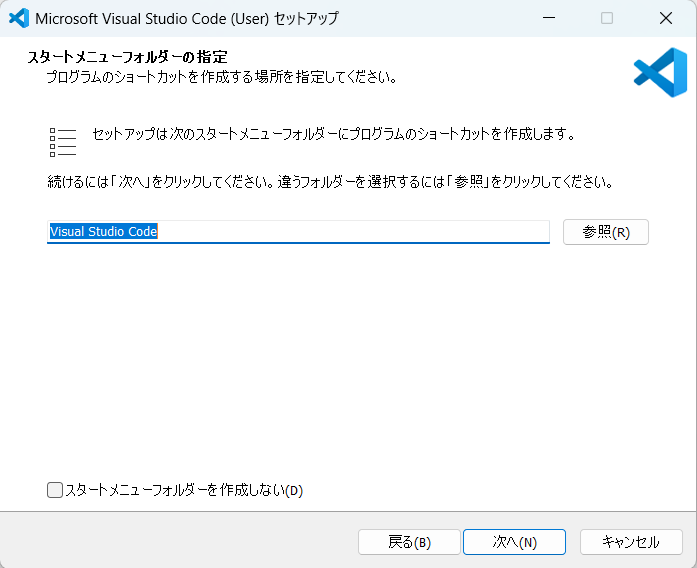 Microsoft Visual Studio Code (User) セットアップ
スタートメニューフォルダーの指定
プログラムのショートカットを作成する場所を指定してください。
セットアップは次のスタートメニューフォルダーにプログラムのショートカットを作成します。
続けるには「次へ」をクリックしてください。違うフォルダーを選択するには「参照」をクリックしてください。
Visual Studio Code 参照(R)
スタートメニューフォルダーを作成しない(D)
戻る(B) 次へ(N) キャンセル